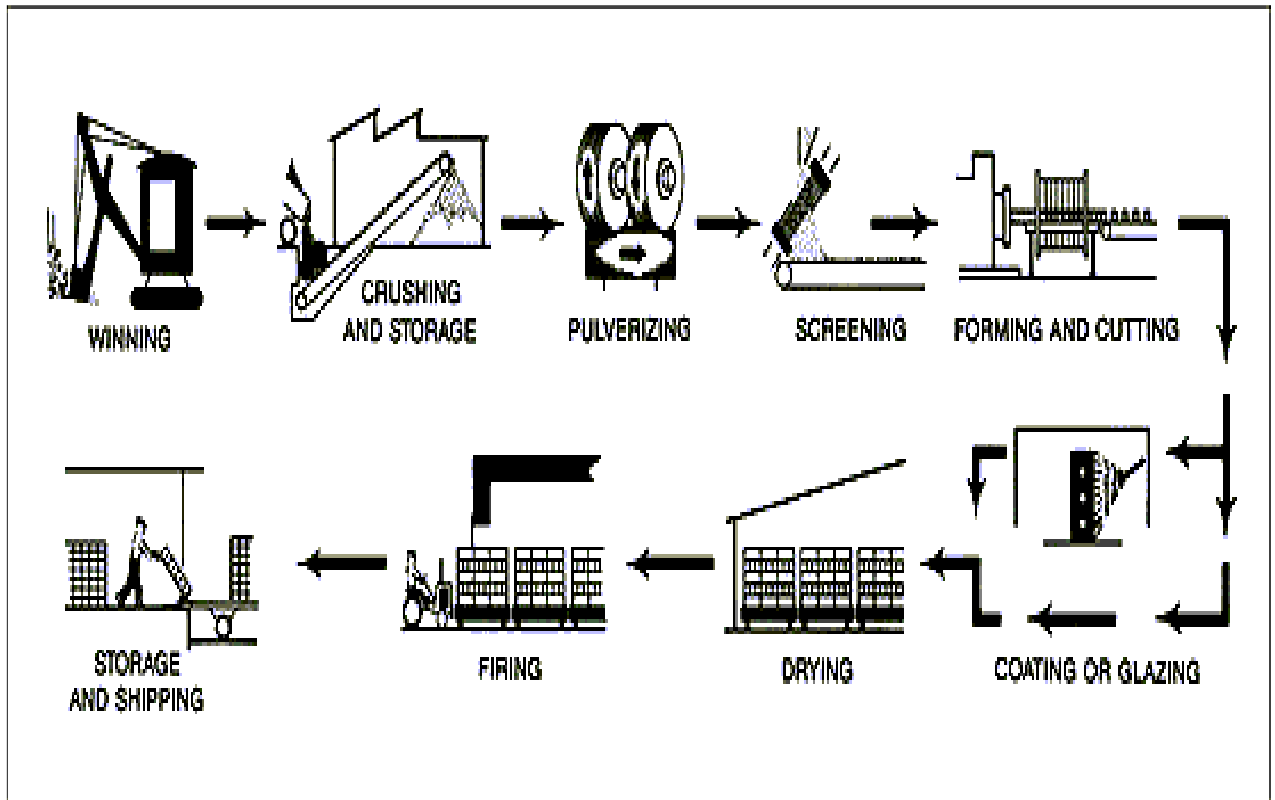 WINNING
CRUSHING
AND STORAGE
PULVERIZING
SCREENING
FORMING AND CUTTING
STORAGE
AND SHIPPING
FIRING
DRYING
COATING OR GLAZING